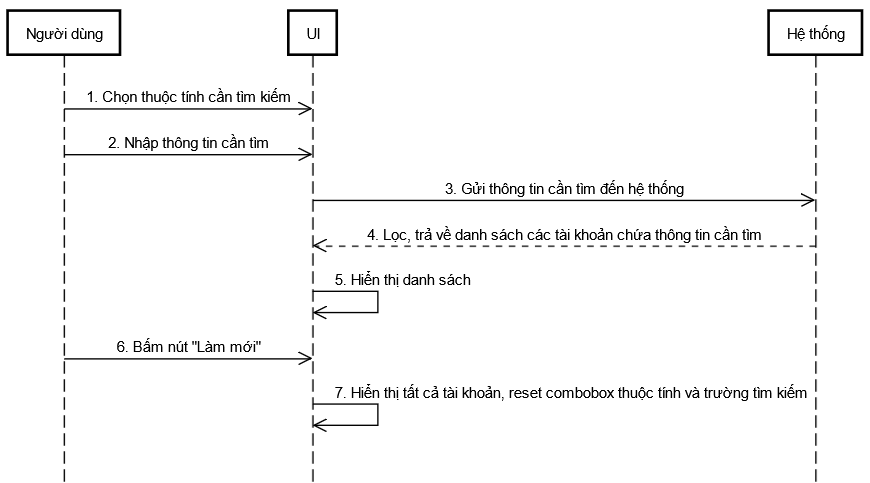 Người dùng
UI
Hệ thống
1. Chọn thuộc tính cần tìm kiếm
2. Nhập thông tin cần tìm
3. Gửi thông tin cần tìm đến hệ thống
4. Lọc, trả về danh sách các tài khoản chứa thông tin cần tìm
5. Hiển thị danh sách
6. Bấm nút "Làm mới"
7. Hiển thị tất cả tài khoản, reset combobox thuộc tính và trường tìm kiếm